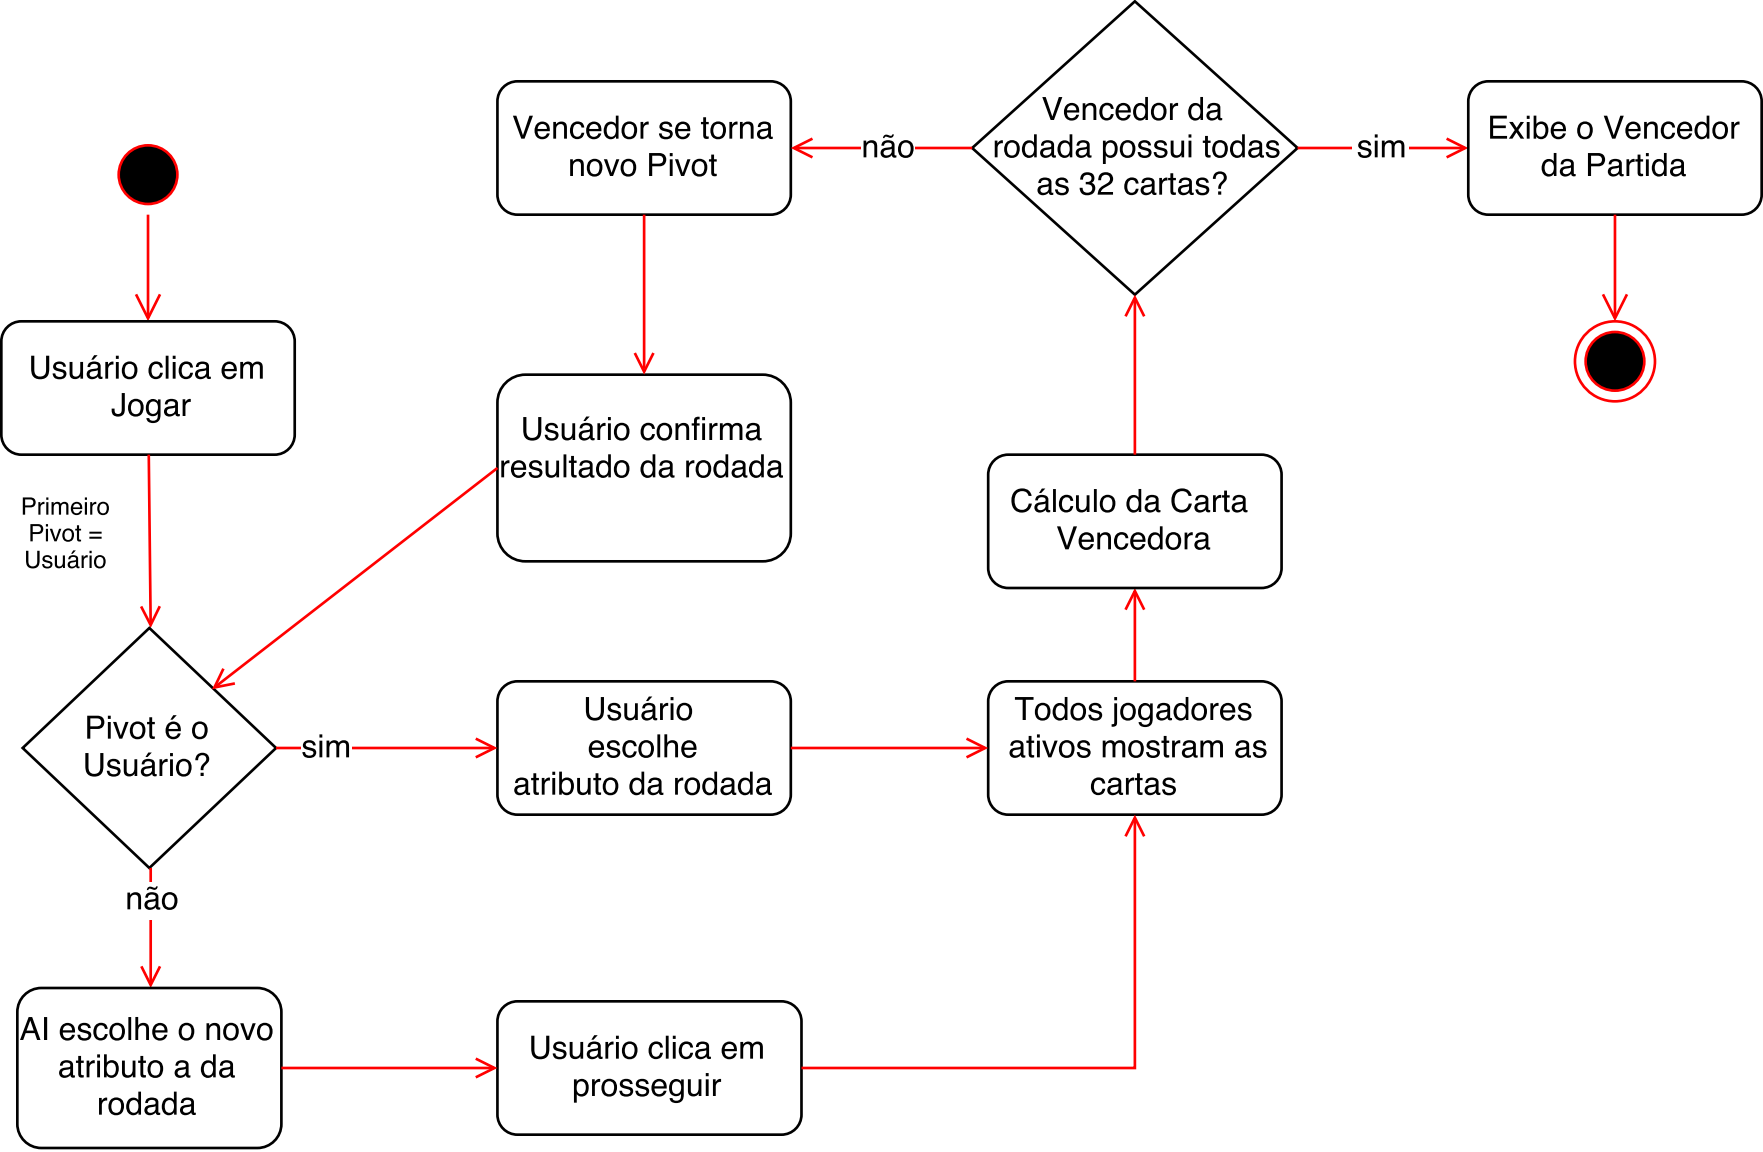 Vencedor da
rodada possui todas
as 32 cartas?
Vencedor se torna
novo Pivot
não
sim
Exibe o Vencedor
da Partida
Usuário clica em
Jogar
Usuário confirma
resultado da rodada
Primeiro
Pivot =
Usuário
Cálculo da Carta
Vencedora
Pivot é o
Usuário?
sim
Usuário
escolhe
atributo da rodada
Todos jogadores
ativos mostram as
cartas
não
AI escolhe o novo
atributo a da
rodada
Usuário clica em
prosseguir